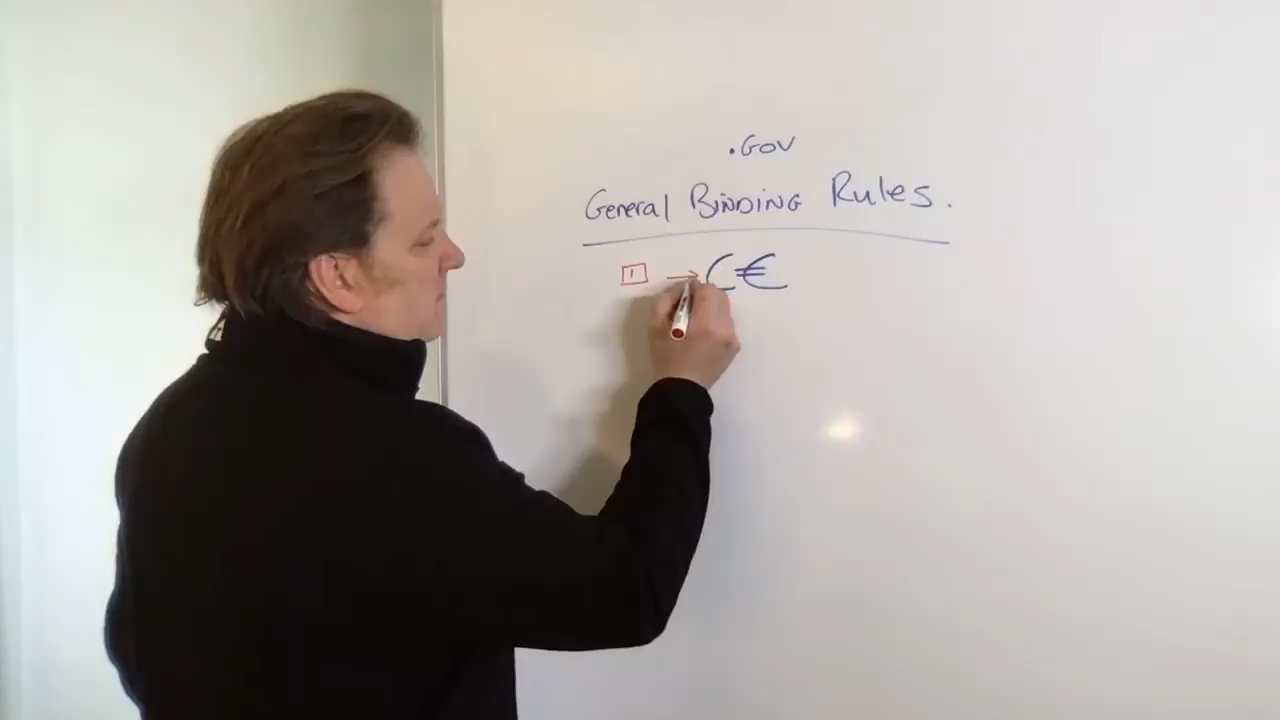 .GOV
General BINDING Rules.
1 → C€